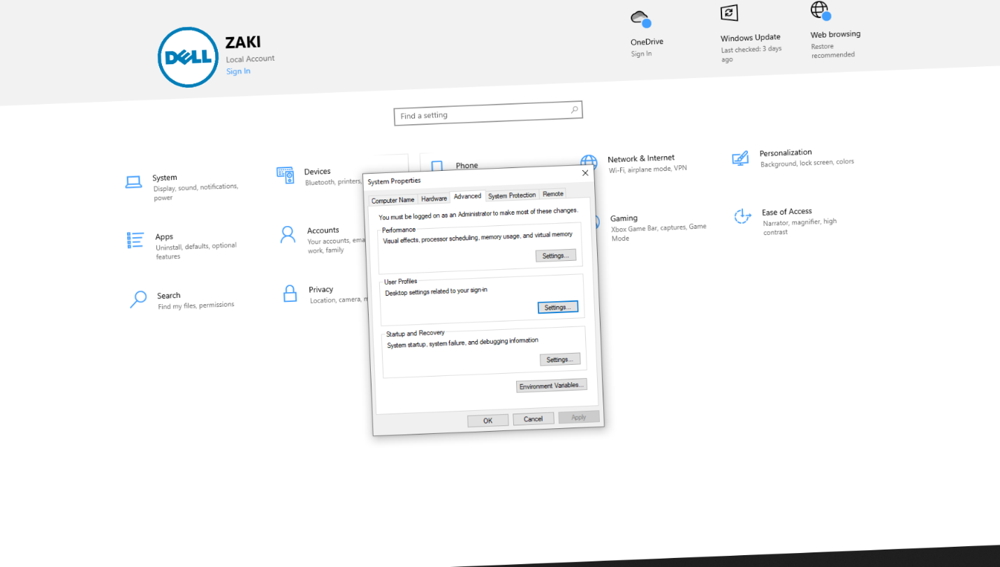 DELL
ZAKI
Local Account
Sign In
OneDrive
Sign In
Windows Update
Last checked: 3 days
ago
Web browsing
Restore
recommended
Find a setting
System
Display, sound, notifications,
power
Devices
Bluetooth, printers,
Phone
Network & Internet
Wi-Fi, airplane mode, VPN
Personalization
Background, lock screen, colors
Apps
Uninstall, defaults, optional
features
Accounts
Your accounts, ema
work, family
Gaming
Xbox Game Bar, captures, Game
Mode
Ease of Access
Narrator, magnifier, high
contrast
Search
Find my files, permissions
Privacy
Location, camera, m
System Properties
Computer Name Hardware Advanced System Protection Remote
You must be logged on as an Administrator to make most of these changes.
Performance
Visual effects, processor scheduling, memory usage, and virtual memory
Settings...
User Profiles
Desktop settings related to your sign-in
Settings...
Startup and Recovery
System startup, system failure, and debugging information
Settings...
Environment Variables...
OK Cancel Apply